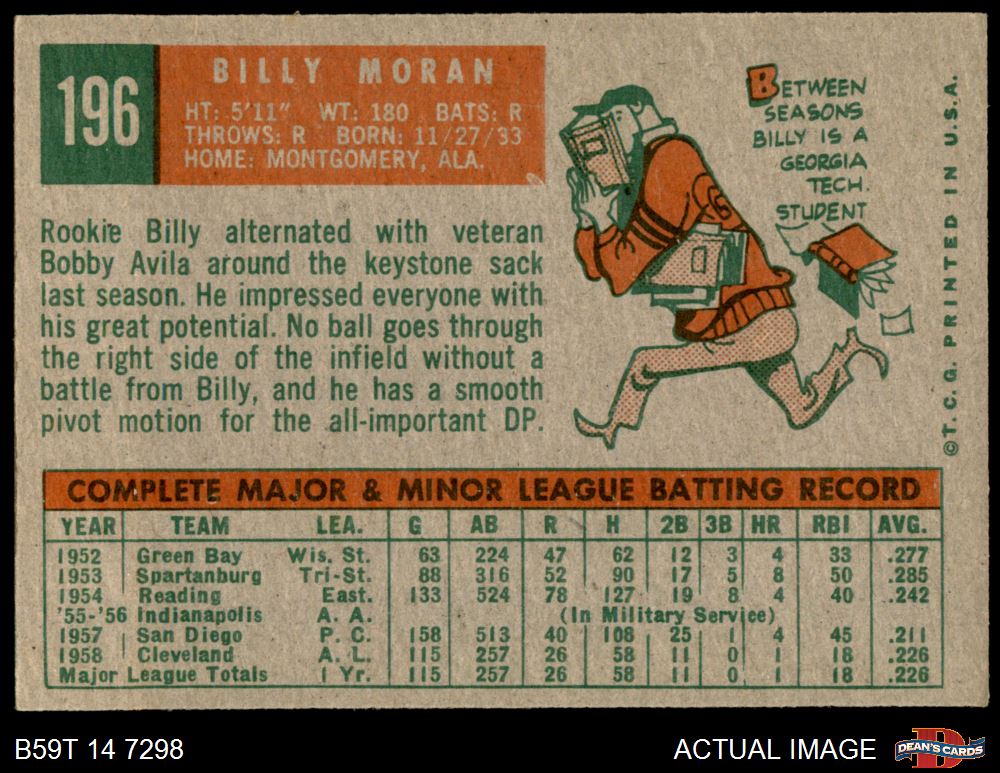 196
BILLY MORAN
HT: 5'11" WT: 180 BATS: R
THROWS: R BORN: 11/27/33
HOME: MONTGOMERY, ALA.
Rookie Billy alternated with veteran
Bobby Avila around the keystone sack
last season. He impressed everyone with
his great potential. No ball goes through
the right side of the infield without a
battle from Billy, and he has a smooth
pivot motion for the all-important DP.
BETWEEN
SEASONS
BILLY IS A
GEORGIA
TECH.
STUDENT
G
©T. C. G. PRINTED IN U.S.A.
COMPLETE MAJOR & MINOR LEAGUE BATTING RECORD
YEAR TEAM LEA. G AB R H 2B 3B HR RBI AVG.
1952 Green Bay Wis. St. 63 224 47 62 12 3 4 33 .277
1953 Spartanburg Tri-St. 88 316 52 90 17 5 8 50 .285
1954 Reading East. 133 524 78 127 19 8 4 40 .242
'55-'56 Indianapolis A. A. (In Military Service)
1957 San Diego P. C. 158 513 40 108 25 1 4 45 .211
1958 Cleveland A. L. 115 257 26 58 11 0 1 18 .226
Major League Totals 1 Yr. 115 257 26 58 11 0 1 18 .226
B59T 14 7298
ACTUAL IMAGE
D
DEAN'S CARDS